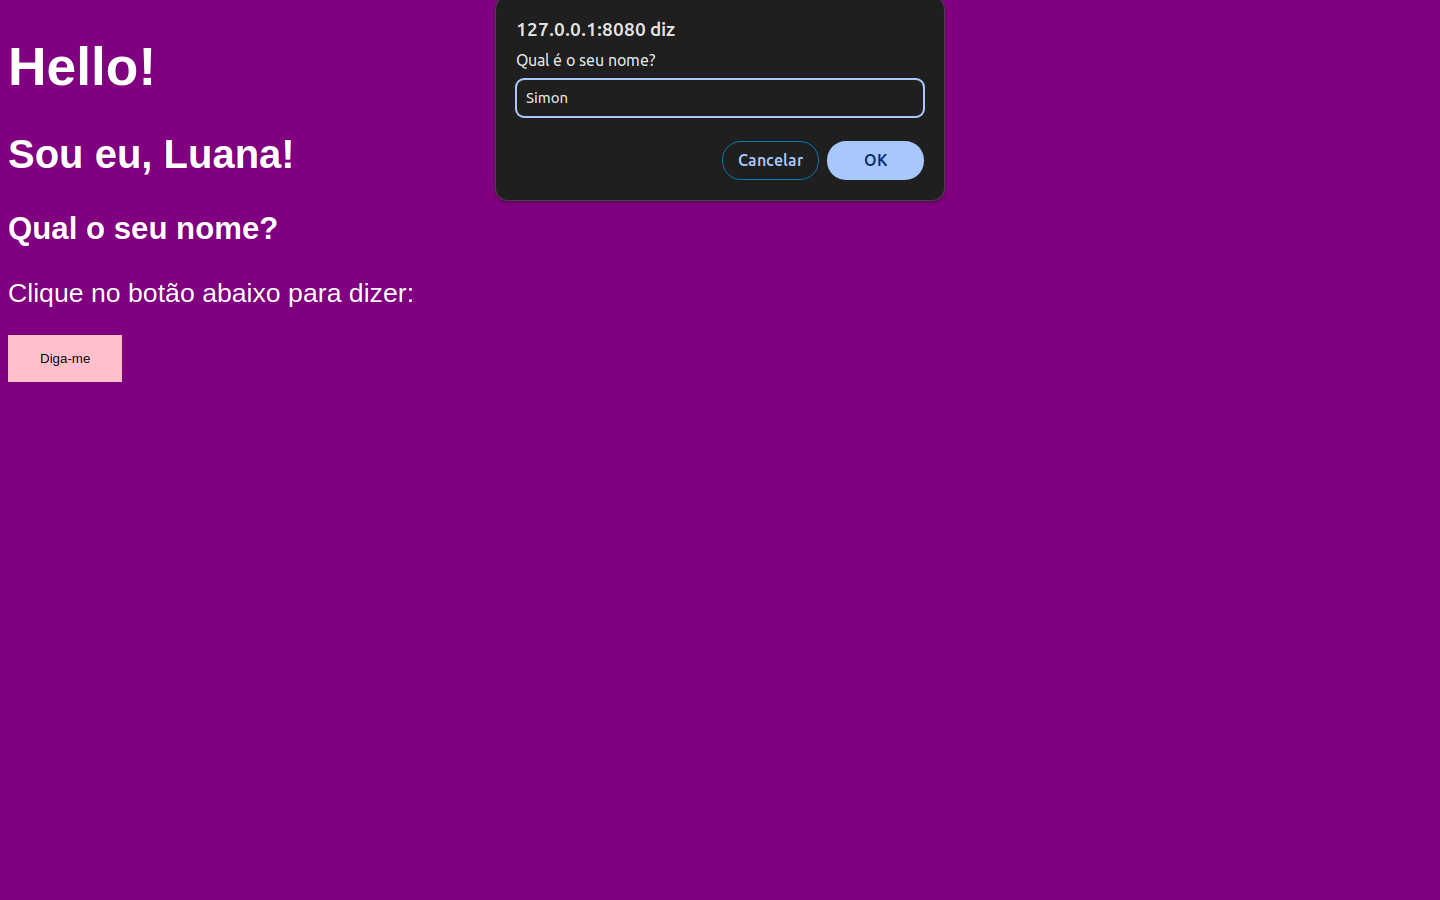 Hello!
Sou eu, Luana!
Qual o seu nome?
Clique no botão abaixo para dizer:
Diga-me
127.0.0.1:8080 diz
Qual é o seu nome?
Simon
Cancelar
OK